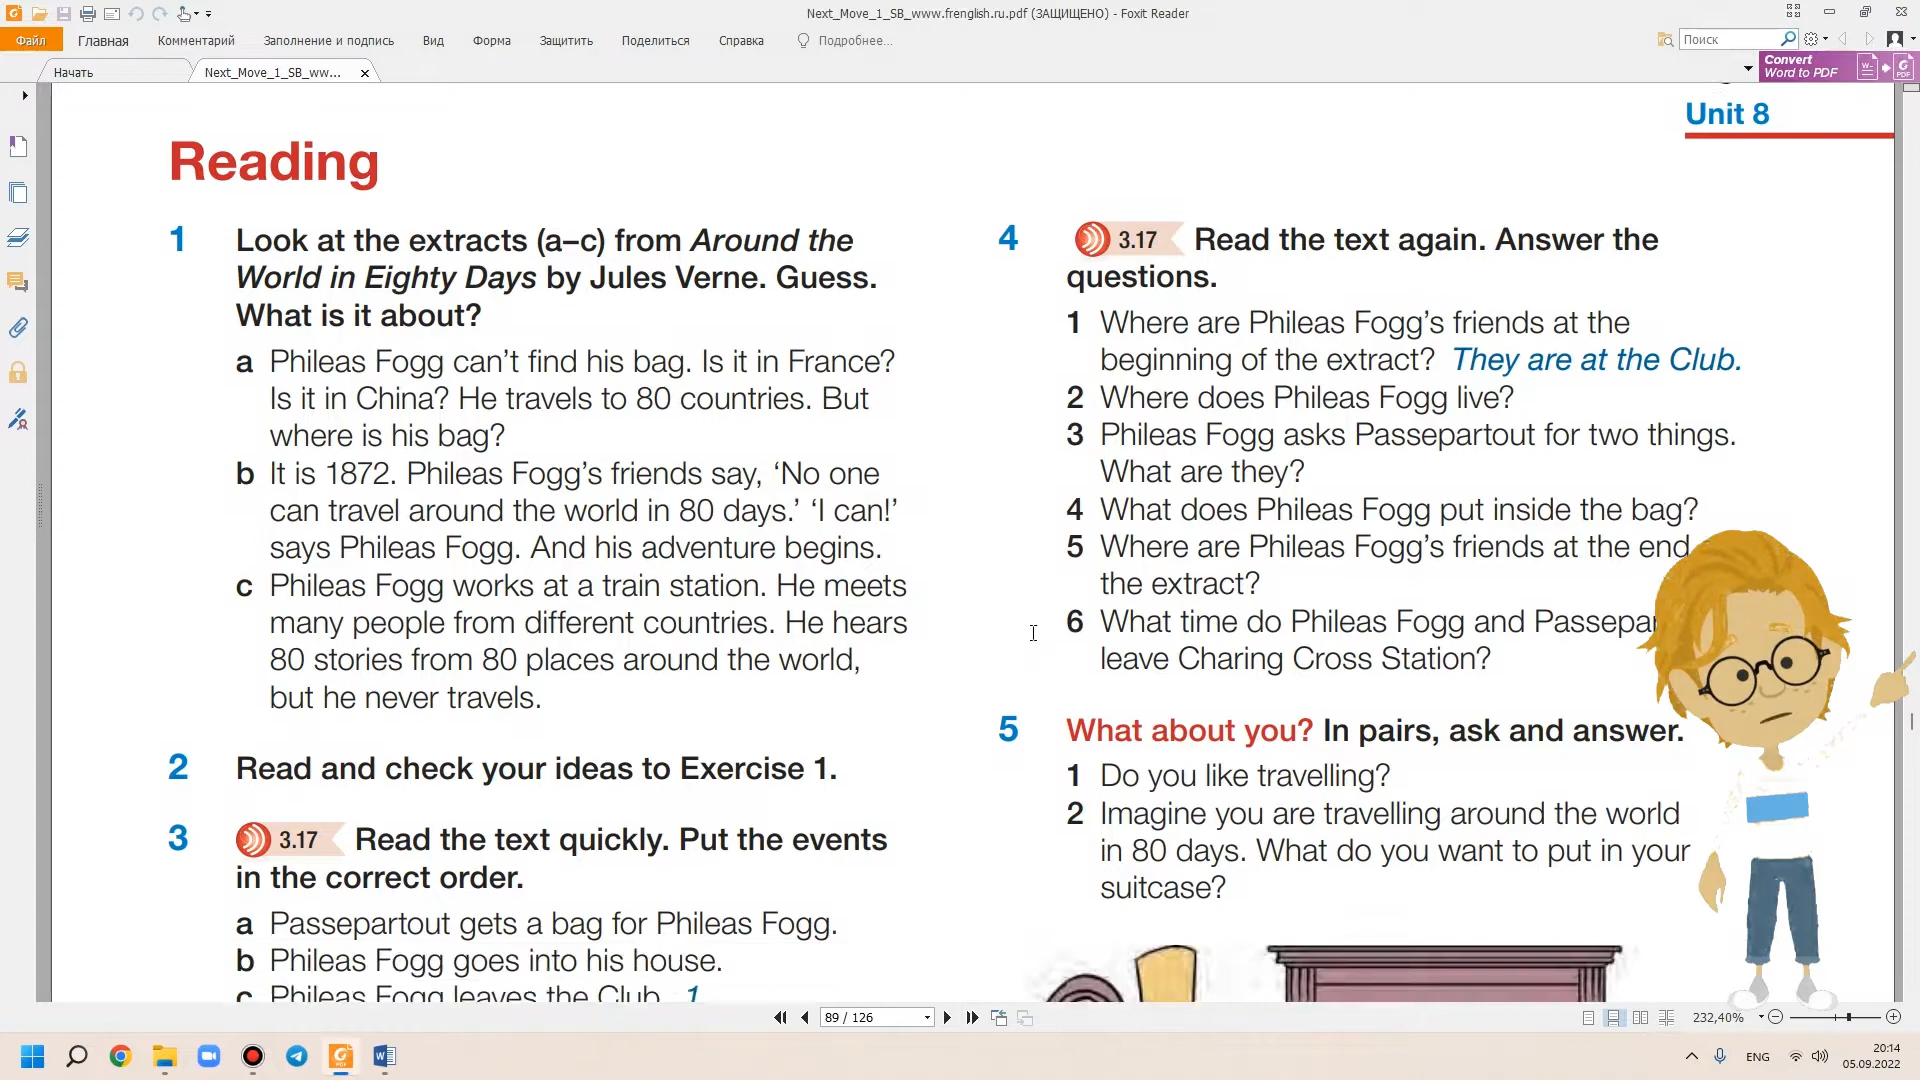 Next_Move_1_SB_www.frenglish.ru.pdf (ЗАЩИЩЕНО) - Foxit Reader
Файл
Главная
Комментарий
Заполнение и подпись
Вид
Форма
Защитить
Поделиться
Справка
Подробнее...
Поиск
Начать
Next_Move_1_SB_ww...
Convert
Word to PDF
Unit 8
Reading
1 Look at the extracts (a–c) from Around the
World in Eighty Days by Jules Verne. Guess.
What is it about?
a Phileas Fogg can’t find his bag. Is it in France?
Is it in China? He travels to 80 countries. But
where is his bag?
b It is 1872. Phileas Fogg’s friends say, ‘No one
can travel around the world in 80 days.’ ‘I can!’
says Phileas Fogg. And his adventure begins.
c Phileas Fogg works at a train station. He meets
many people from different countries. He hears
80 stories from 80 places around the world,
but he never travels.
2 Read and check your ideas to Exercise 1.
3 3.17 Read the text quickly. Put the events
in the correct order.
a Passepartout gets a bag for Phileas Fogg.
b Phileas Fogg goes into his house.
c Phileas Fogg leaves the Club. 1
4 3.17 Read the text again. Answer the
questions.
1 Where are Phileas Fogg’s friends at the
beginning of the extract? They are at the Club.
2 Where does Phileas Fogg live?
3 Phileas Fogg asks Passepartout for two things.
What are they?
4 What does Phileas Fogg put inside the bag?
5 Where are Phileas Fogg’s friends at the end
the extract?
6 What time do Phileas Fogg and Passepar
leave Charing Cross Station?
5 What about you? In pairs, ask and answer.
1 Do you like travelling?
2 Imagine you are travelling around the world
in 80 days. What do you want to put in your
suitcase?
89 / 126
232,40%
ENG
20:14
05.09.2022